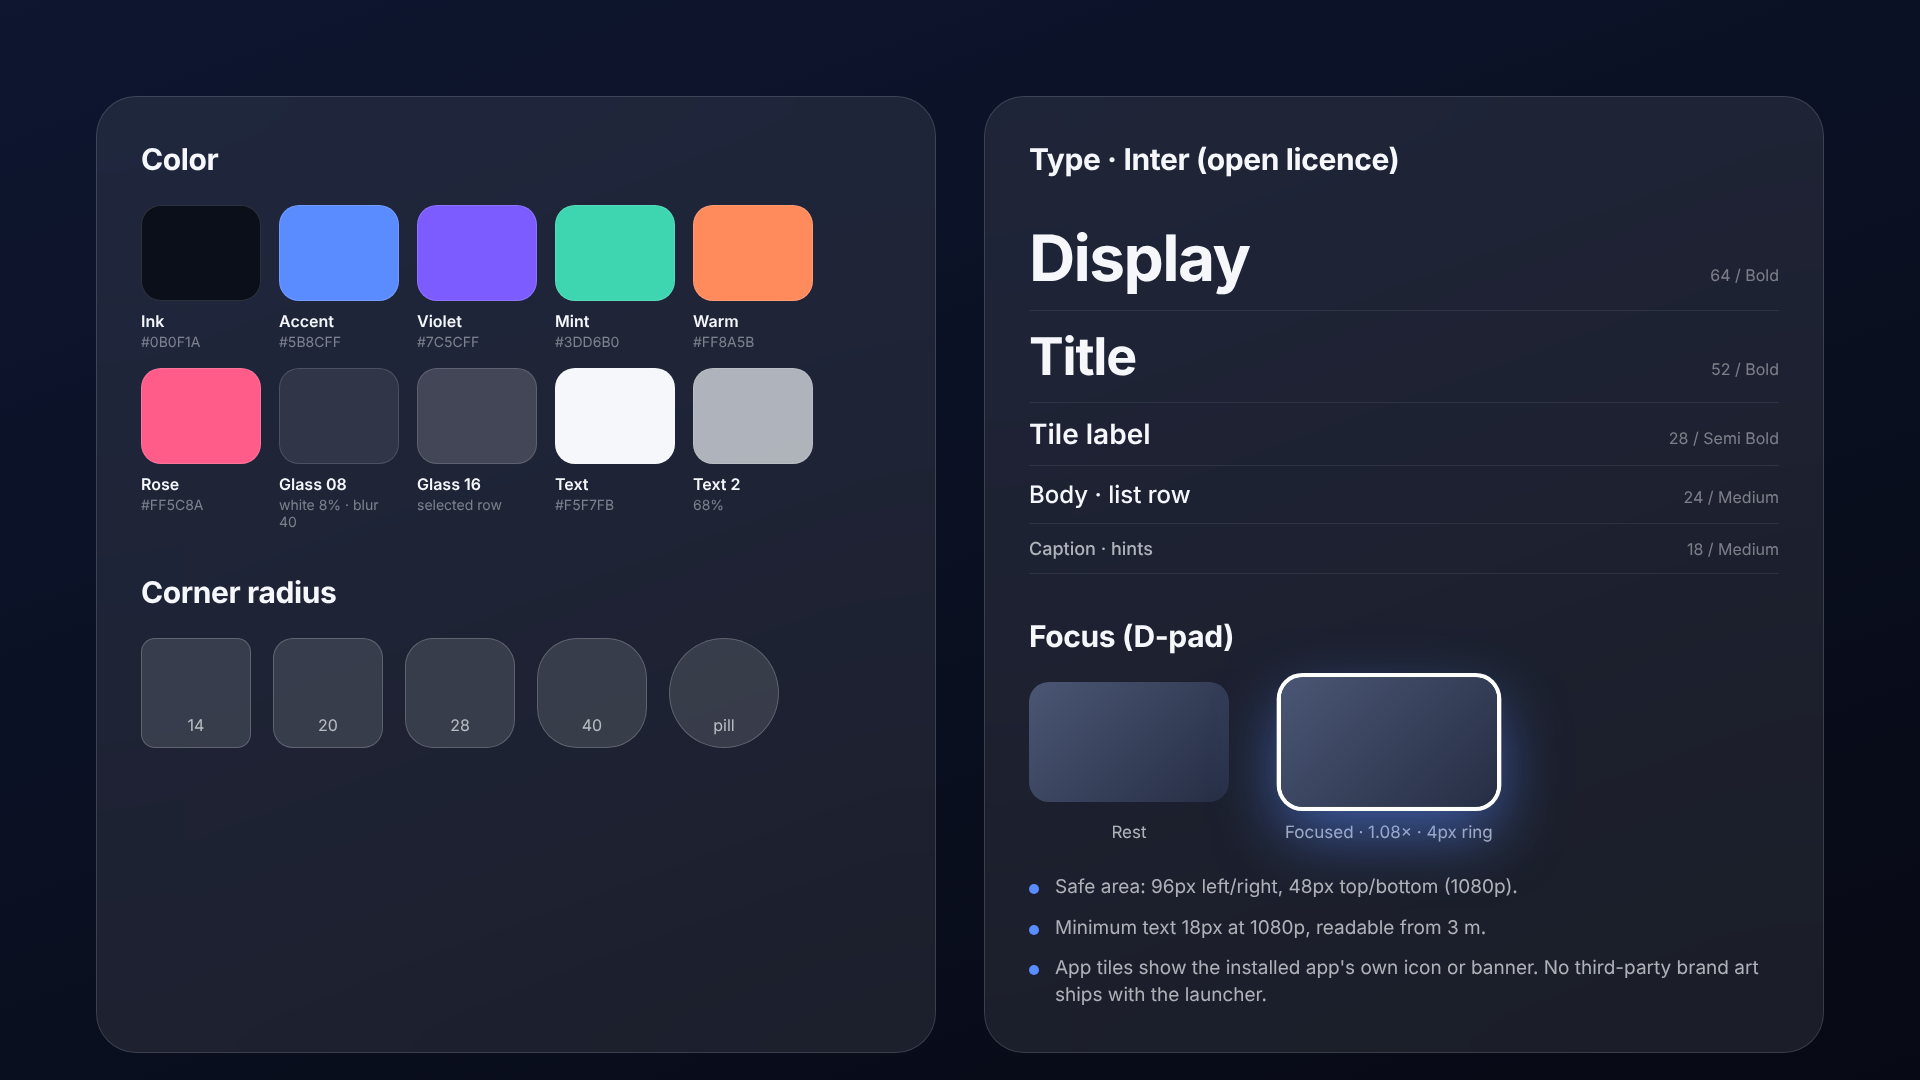 Color
Ink
#0B0F1A
Accent
#5B8CFF
Violet
#7C5CFF
Mint
#3DD6B0
Warm
#FF8A5B
Rose
#FF5C8A
Glass 08
white 8% · blur
40
Glass 16
selected row
Text
#F5F7FB
Text 2
68%
Corner radius
14
20
28
40
pill
Type · Inter (open licence)
Display
64 / Bold
Title
52 / Bold
Tile label
28 / Semi Bold
Body · list row
24 / Medium
Caption · hints
18 / Medium
Focus (D-pad)
Rest
Focused · 1.08× · 4px ring
Safe area: 96px left/right, 48px top/bottom (1080p).
Minimum text 18px at 1080p, readable from 3 m.
App tiles show the installed app's own icon or banner. No third-party brand art
ships with the launcher.